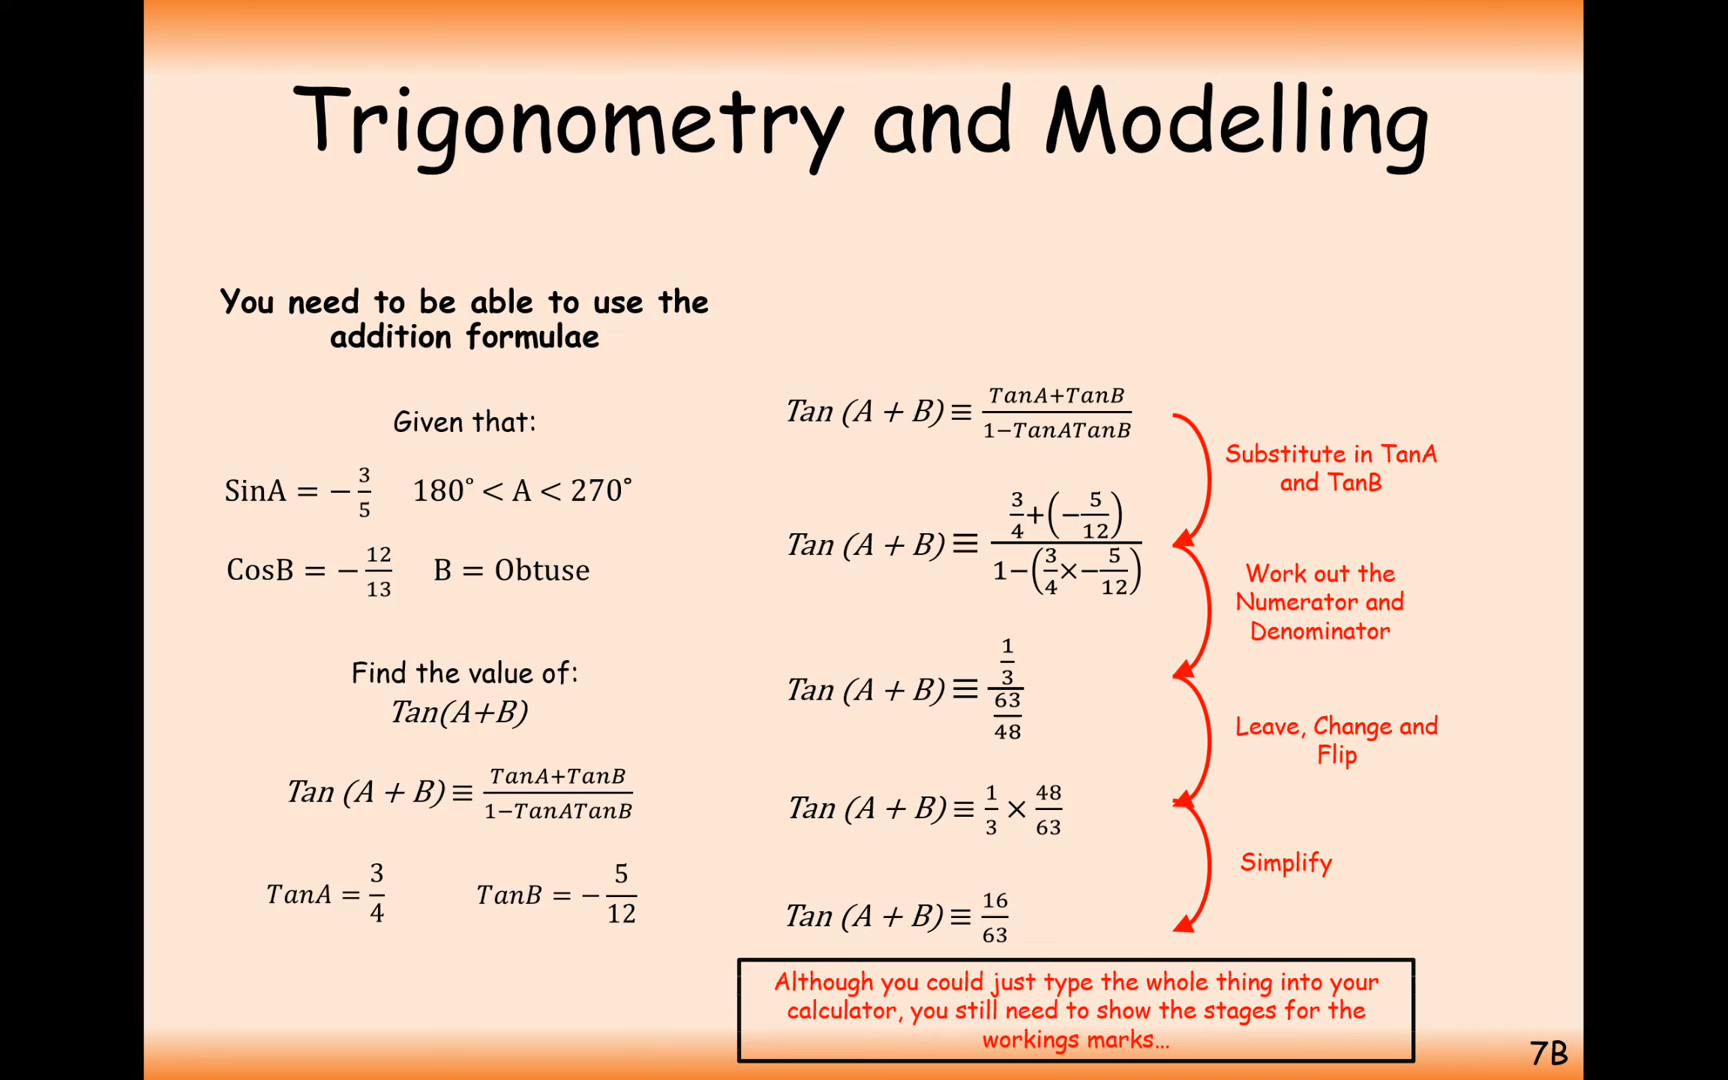 Trigonometry and Modelling
You need to be able to use the
addition formulae
Given that:
SinA = −3/5 180° < A < 270°
CosB = −12/13 B = Obtuse
Find the value of:
Tan(A+B)
Tan (A + B) ≡ TanA+TanB/1−TanATanB
TanA = 3/4 TanB = −5/12
Tan (A + B) ≡ TanA+TanB/1−TanATanB
Substitute in TanA
and TanB
Tan (A + B) ≡ 3/4+(−5/12)/1−(3/4×−5/12)
Work out the
Numerator and
Denominator
Tan (A + B) ≡ 1/3/63/48
Leave, Change and
Flip
Tan (A + B) ≡ 1/3 × 48/63
Simplify
Tan (A + B) ≡ 16/63
Although you could just type the whole thing into your
calculator, you still need to show the stages for the
workings marks…
7B